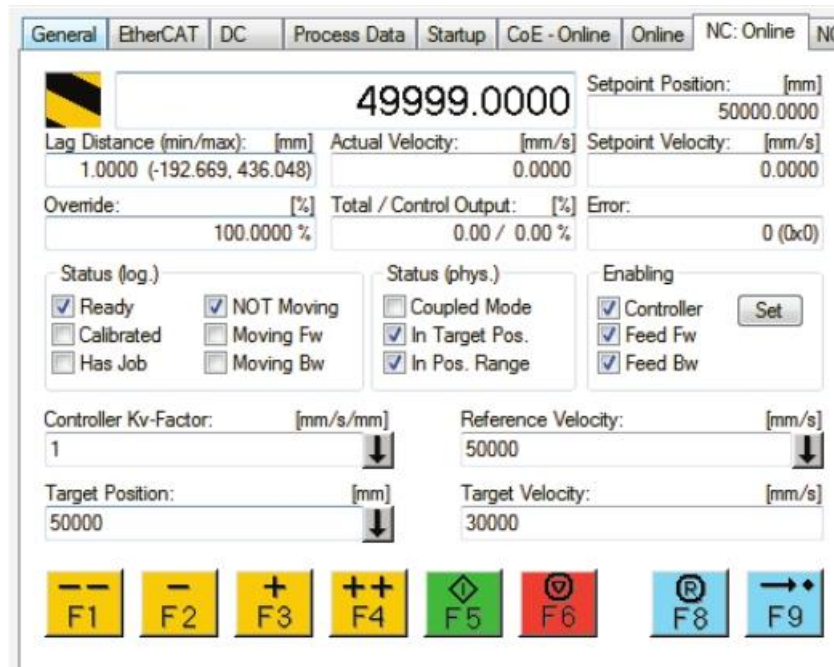 General EtherCAT DC Process Data Startup CoE - Online Online NC: Online
49999.0000
Setpoint Position: [mm]
50000.0000
Lag Distance (min/max): [mm] Actual Velocity: [mm/s] Setpoint Velocity: [mm/s]
1.0000 (-192.669, 436.048) 0.0000 0.0000
Override: [%] Total / Control Output: [%] Error:
100.0000 % 0.00 / 0.00 % 0 (0x0)
Status (log.) Status (phys.) Enabling
Ready NOT Moving Coupled Mode Controller Set
Calibrated Moving Fw In Target Pos. Feed Fw
Has Job Moving Bw In Pos. Range Feed Bw
Controller Kv-Factor: [mm/s/mm] Reference Velocity: [mm/s]
1 50000
Target Position: [mm] Target Velocity: [mm/s]
50000 30000
-- - + ++ R
F1 F2 F3 F4 F5 F6 F8 F9